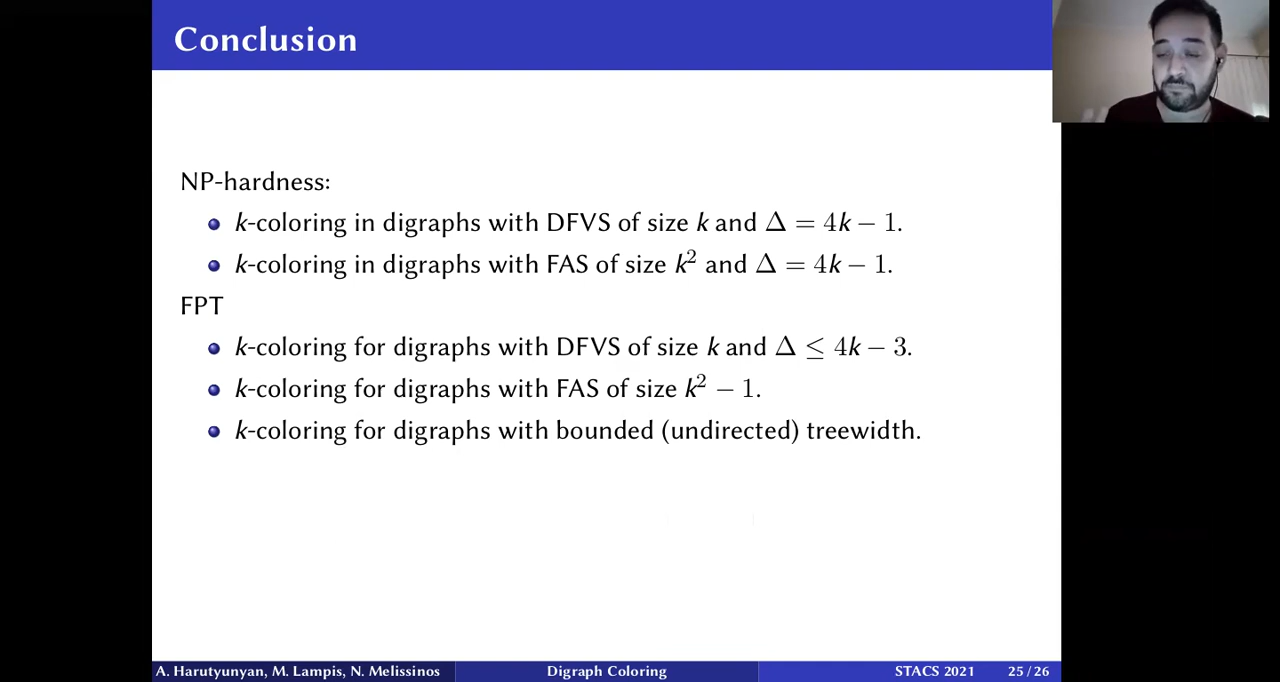 Conclusion
NP-hardness:
k-coloring in digraphs with DFVS of size k and Δ = 4k − 1.
k-coloring in digraphs with FAS of size k² and Δ = 4k − 1.
FPT
k-coloring for digraphs with DFVS of size k and Δ ≤ 4k − 3.
k-coloring for digraphs with FAS of size k² − 1.
k-coloring for digraphs with bounded (undirected) treewidth.
A. Harutyunyan, M. Lampis, N. Melissinos Digraph Coloring STACS 2021 25 / 26